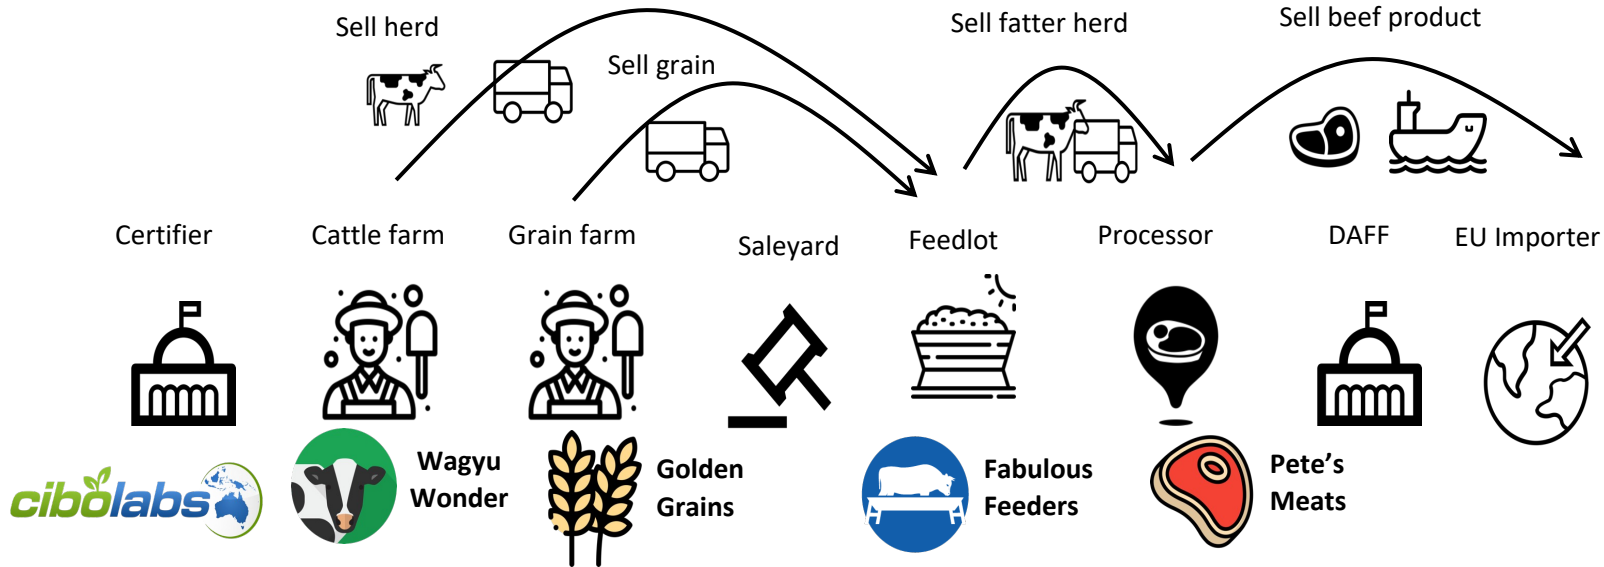 Sell herd
Sell grain
Sell fatter herd
Sell beef product
Certifier
Cattle farm
Grain farm
Saleyard
Feedlot
Processor
DAFF
EU Importer
cibolabs
Wagyu
Wonder
Golden
Grains
Fabulous
Feeders
Pete’s
Meats